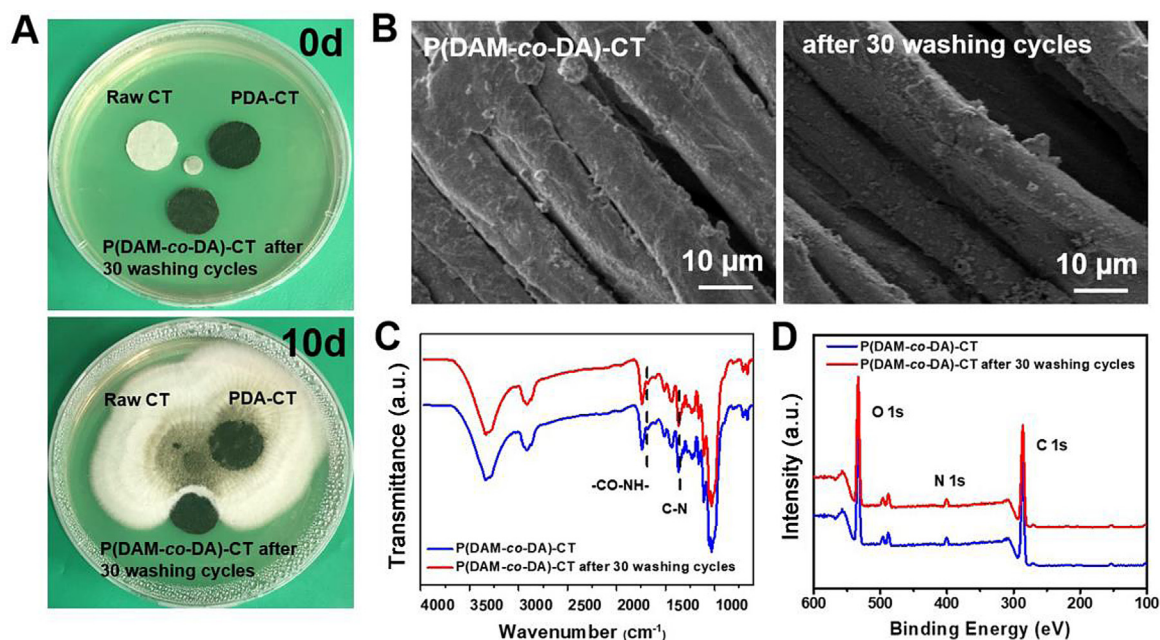 A
0d
Raw CT
PDA-CT
P(DAM-co-DA)-CT after
30 washing cycles
10d
Raw CT
PDA-CT
P(DAM-co-DA)-CT after
30 washing cycles
B
P(DAM-co-DA)-CT
10 µm
after 30 washing cycles
10 µm
C
Transmittance (a.u.)
-CO-NH-
C-N
P(DAM-co-DA)-CT
P(DAM-co-DA)-CT after 30 washing cycles
4000 3500 3000 2500 2000 1500 1000
Wavenumber (cm⁻¹)
D
Intensity (a.u.)
P(DAM-co-DA)-CT
P(DAM-co-DA)-CT after 30 washing cycles
O 1s
C 1s
N 1s
600 500 400 300 200 100
Binding Energy (eV)